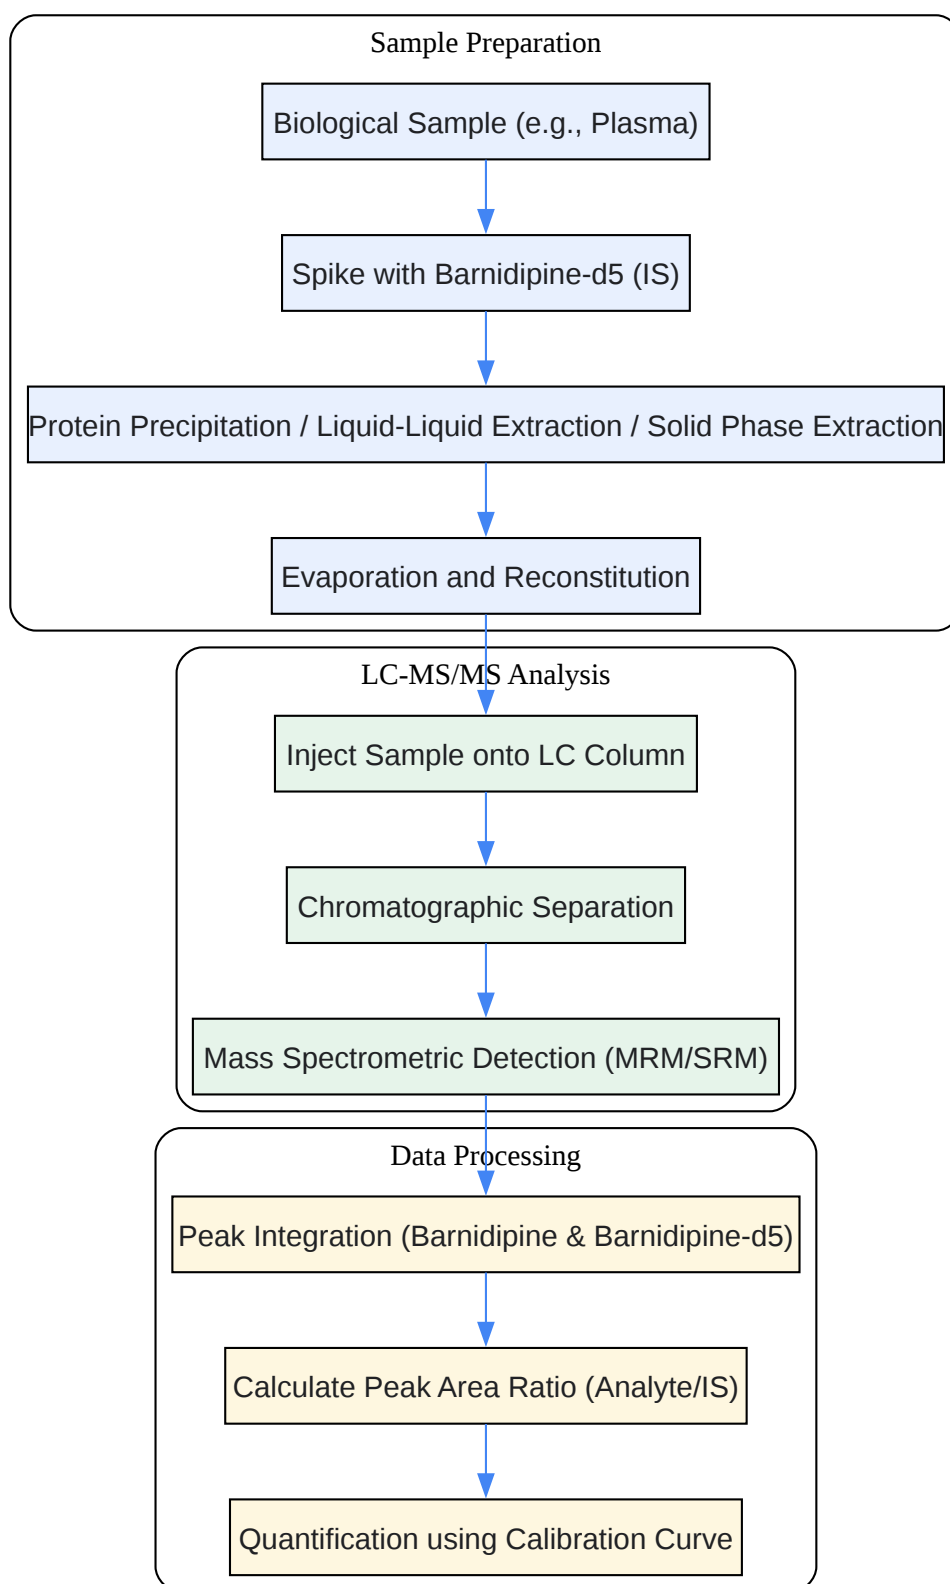 Sample Preparation
Biological Sample (e.g., Plasma)
Spike with Barnidipine-d5 (IS)
Protein Precipitation / Liquid-Liquid Extraction / Solid Phase Extraction
Evaporation and Reconstitution
LC-MS/MS Analysis
Inject Sample onto LC Column
Chromatographic Separation
Mass Spectrometric Detection (MRM/SRM)
Data Processing
Peak Integration (Barnidipine & Barnidipine-d5)
Calculate Peak Area Ratio (Analyte/IS)
Quantification using Calibration Curve